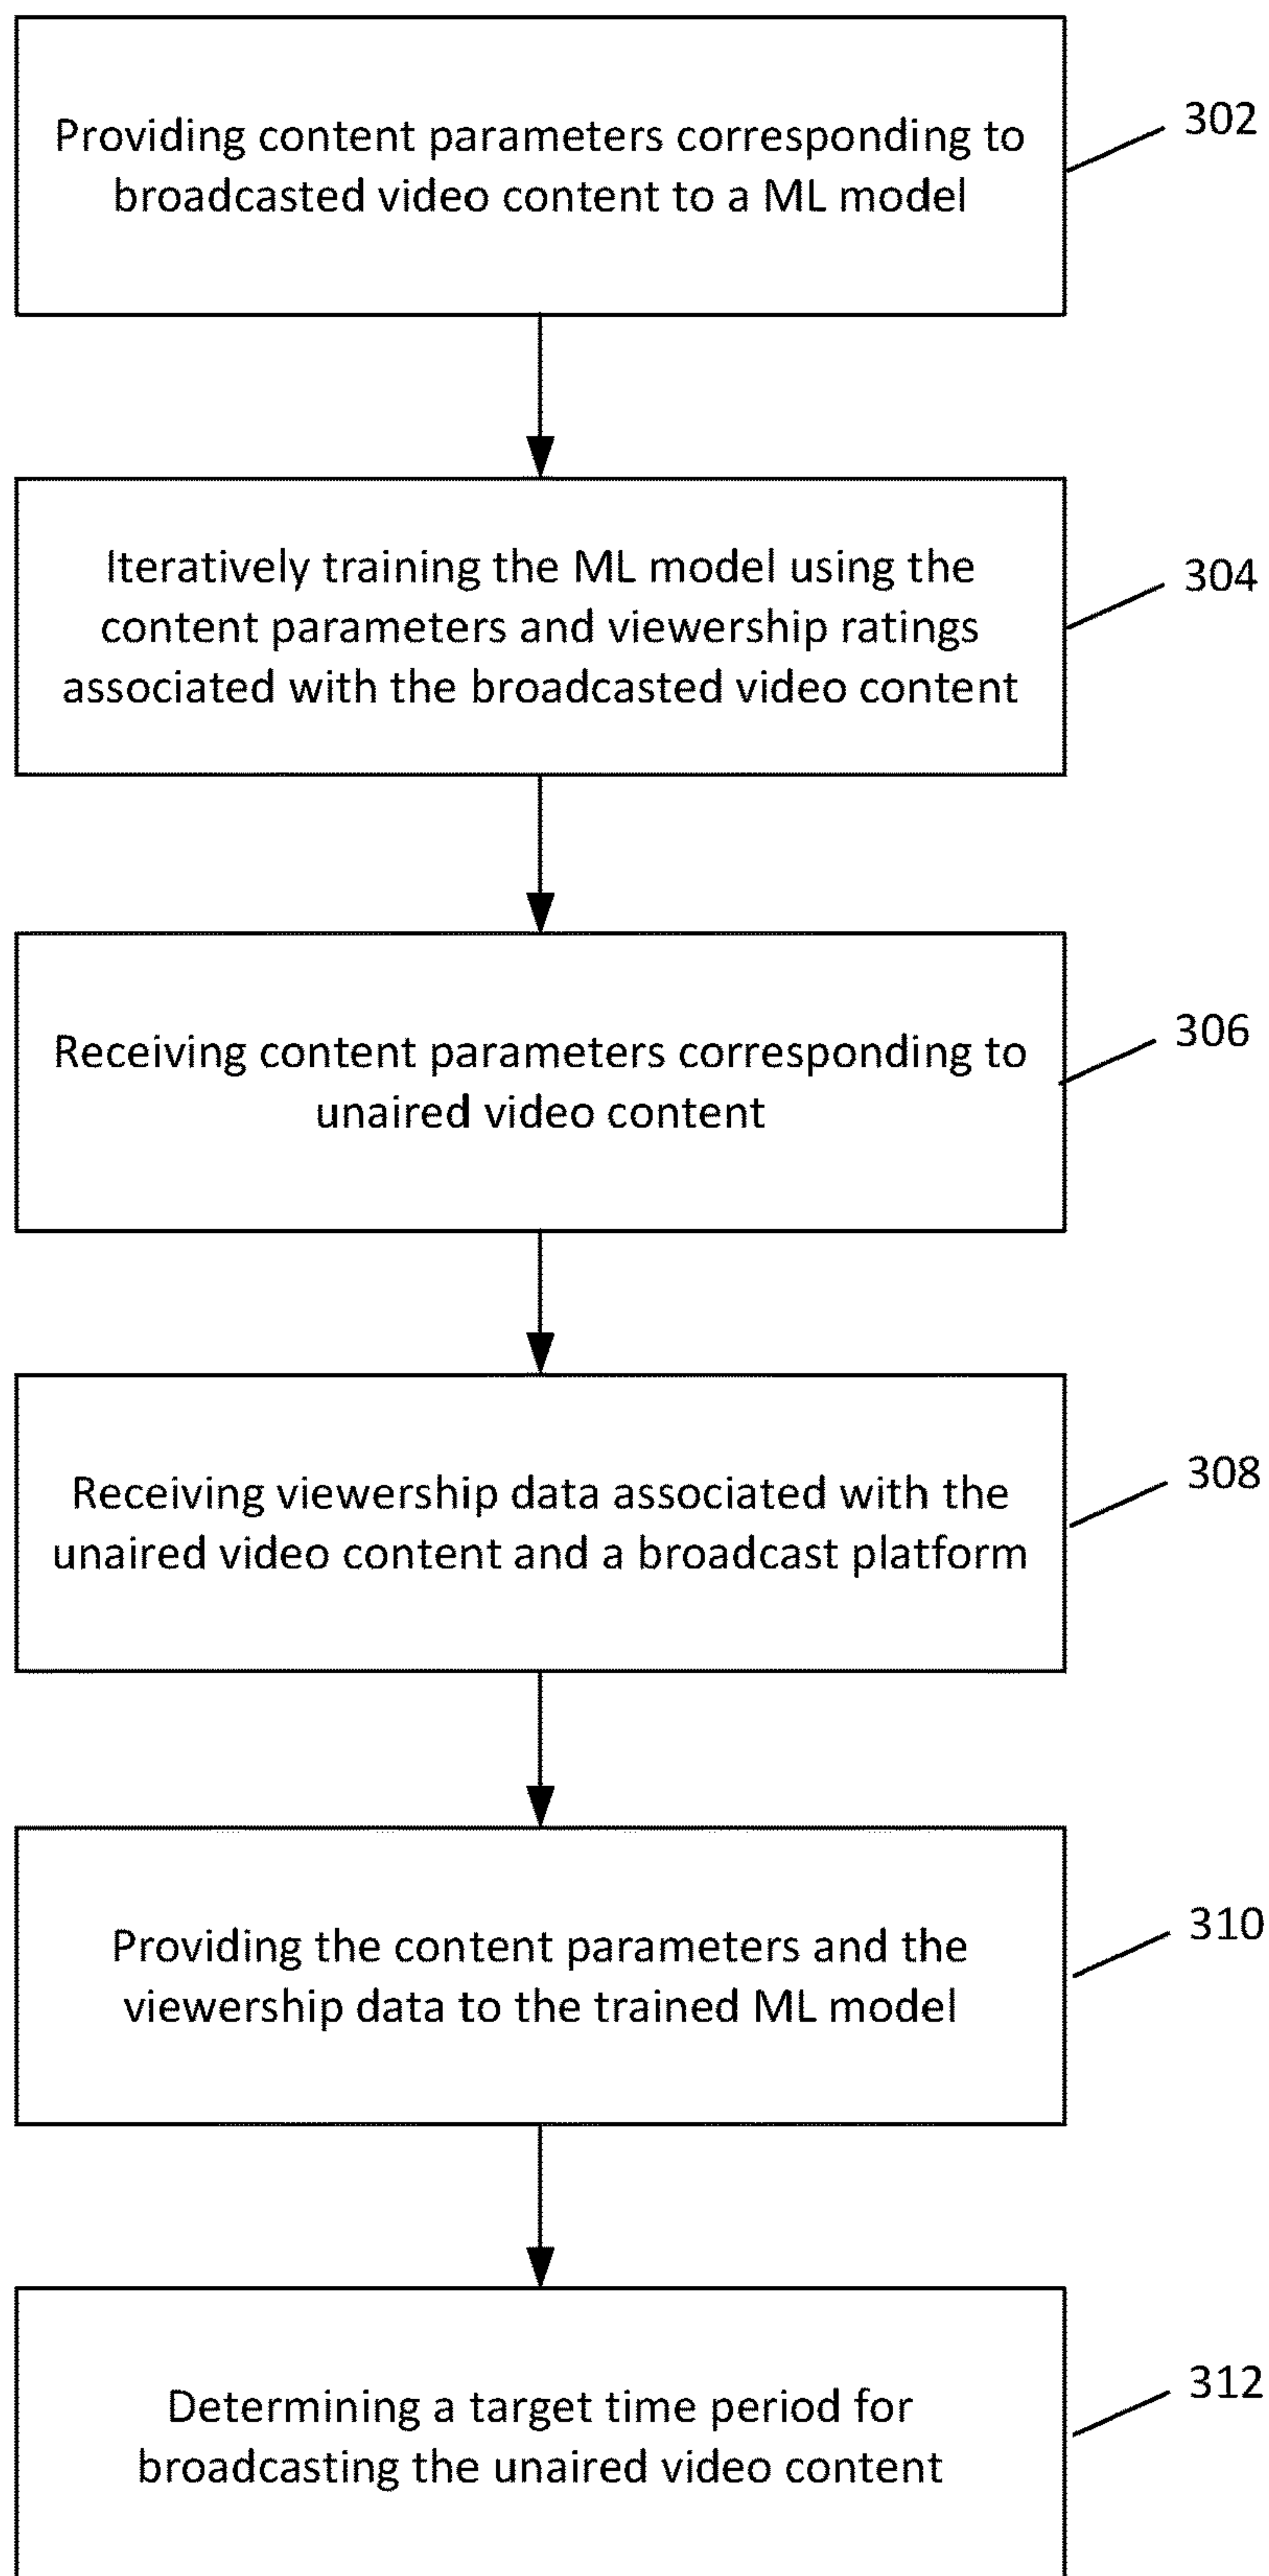 Providing content parameters corresponding to
broadcasted video content to a ML model
302
Iteratively training the ML model using the
content parameters and viewership ratings
associated with the broadcasted video content
304
Receiving content parameters corresponding to
unaired video content
306
Receiving viewership data associated with the
unaired video content and a broadcast platform
308
Providing the content parameters and the
viewership data to the trained ML model
310
Determining a target time period for
broadcasting the unaired video content
312